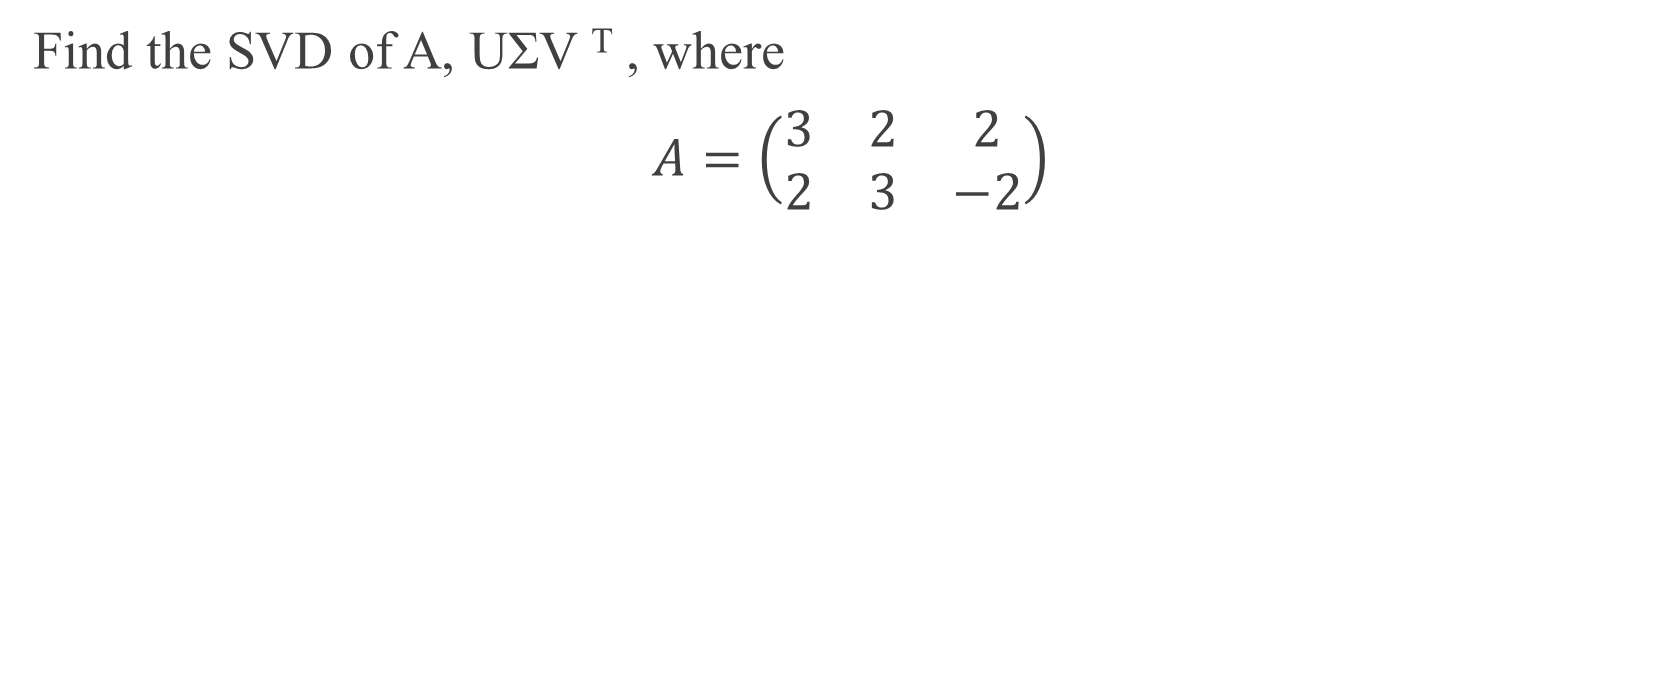 Find the SVD of A, UΣV ᵀ , where
A = (3 2 2
2 3 −2)